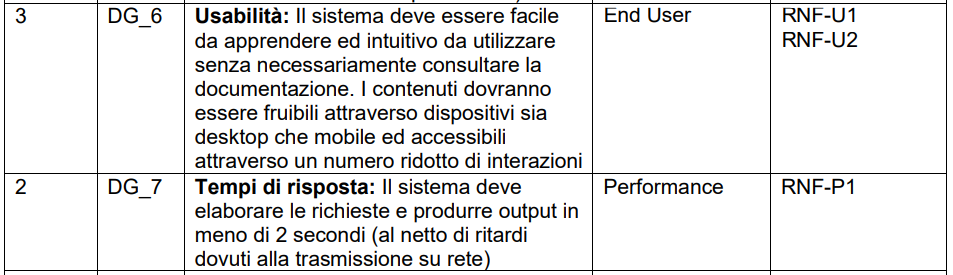 3 DG_6 Usabilità: Il sistema deve essere facile End User RNF-U1
da apprendere ed intuitivo da utilizzare RNF-U2
senza necessariamente consultare la
documentazione. I contenuti dovranno
essere fruibili attraverso dispositivi sia
desktop che mobile ed accessibili
attraverso un numero ridotto di interazioni
2 DG_7 Tempi di risposta: Il sistema deve Performance RNF-P1
elaborare le richieste e produrre output in
meno di 2 secondi (al netto di ritardi
dovuti alla trasmissione su rete)